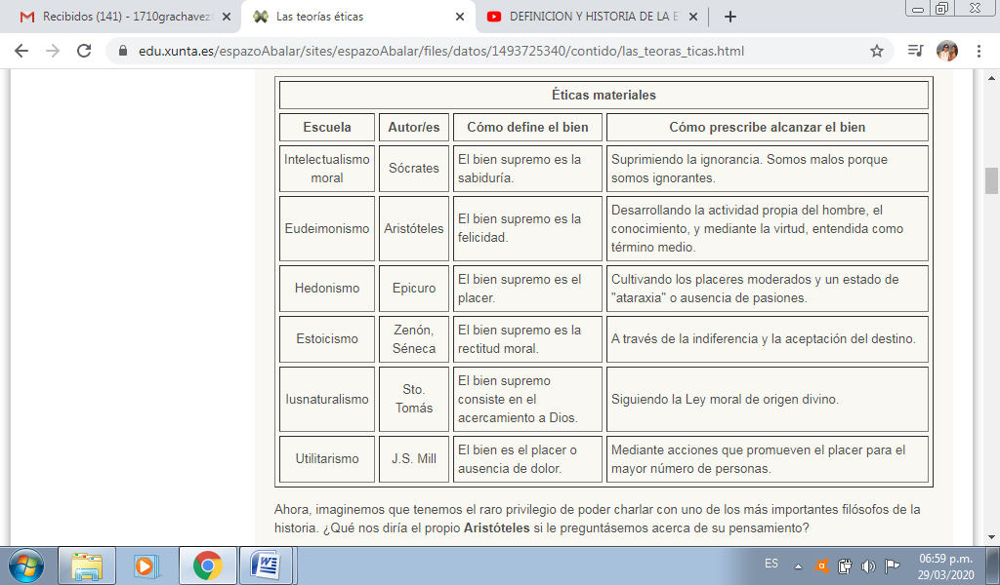 Recibidos (141) - 1710grachavez
Las teorías éticas
DEFINICION Y HISTORIA DE LA E
edu.xunta.es/espazoAbalar/sites/espazoAbalar/files/datos/1493725340/contido/las_teoras_ticas.html
Éticas materiales
Escuela Autor/es Cómo define el bien Cómo prescribe alcanzar el bien
Intelectualismo
moral
Sócrates
El bien supremo es la
sabiduría.
Suprimiendo la ignorancia. Somos malos porque
somos ignorantes.
Eudeimonismo
Aristóteles
El bien supremo es la
felicidad.
Desarrollando la actividad propia del hombre, el
conocimiento, y mediante la virtud, entendida como
término medio.
Hedonismo
Epicuro
El bien supremo es el
placer.
Cultivando los placeres moderados y un estado de
"ataraxia" o ausencia de pasiones.
Estoicismo
Zenón,
Séneca
El bien supremo es la
rectitud moral.
A través de la indiferencia y la aceptación del destino.
Iusnaturalismo
Sto.
Tomás
El bien supremo
consiste en el
acercamiento a Dios.
Siguiendo la Ley moral de origen divino.
Utilitarismo
J.S. Mill
El bien es el placer o
ausencia de dolor.
Mediante acciones que promueven el placer para el
mayor número de personas.
Ahora, imaginemos que tenemos el raro privilegio de poder charlar con uno de los más importantes filósofos de la
historia. ¿Qué nos diría el propio Aristóteles si le preguntásemos acerca de su pensamiento?
ES
06:59 p.m.
29/03/2020